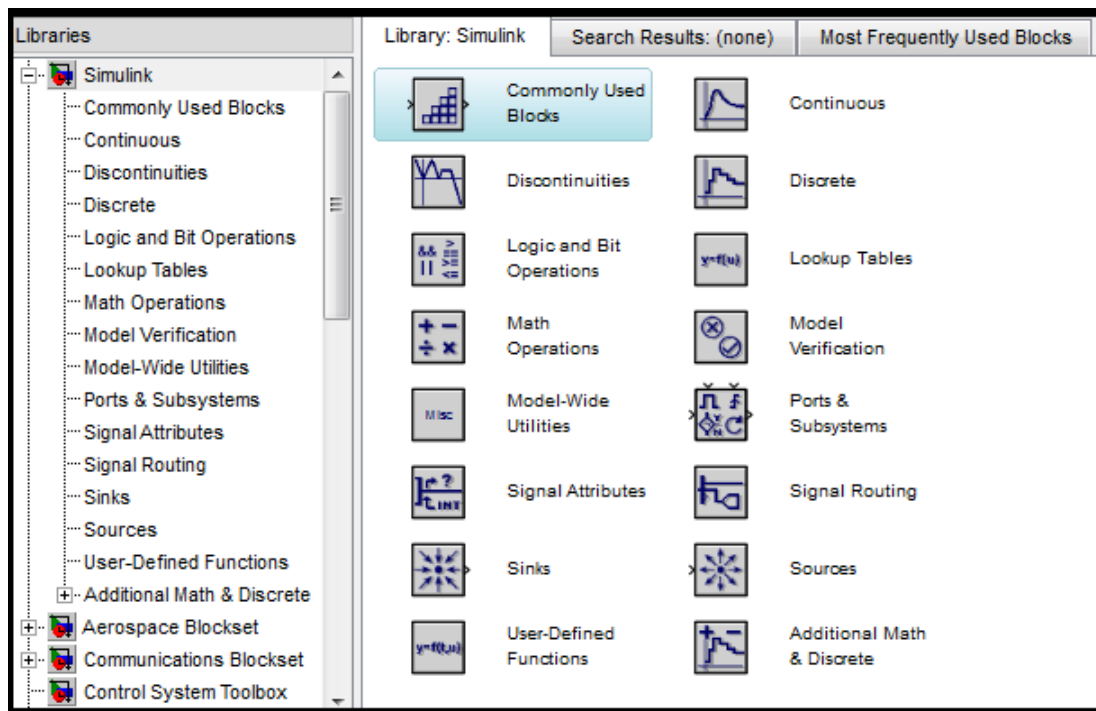 Libraries
Simulink
Commonly Used Blocks
Continuous
Discontinuities
Discrete
Logic and Bit Operations
Lookup Tables
Math Operations
Model Verification
Model-Wide Utilities
Ports & Subsystems
Signal Attributes
Signal Routing
Sinks
Sources
User-Defined Functions
Additional Math & Discrete
Aerospace Blockset
Communications Blockset
Control System Toolbox
Library: Simulink
Search Results: (none)
Most Frequently Used Blocks
Commonly Used
Blocks
Continuous
Discontinuities
Discrete
&& >
== 
|| >=
<=
Logic and Bit
Operations
y=f(u)
Lookup Tables
+ −
÷ ×
Math
Operations
Model
Verification
Misc
Model-Wide
Utilities
Y
N
Ports &
Subsystems
?
INT
Signal Attributes
Signal Routing
Sinks
Sources
y=f(t,u)
User-Defined
Functions
+ −
Additional Math
& Discrete